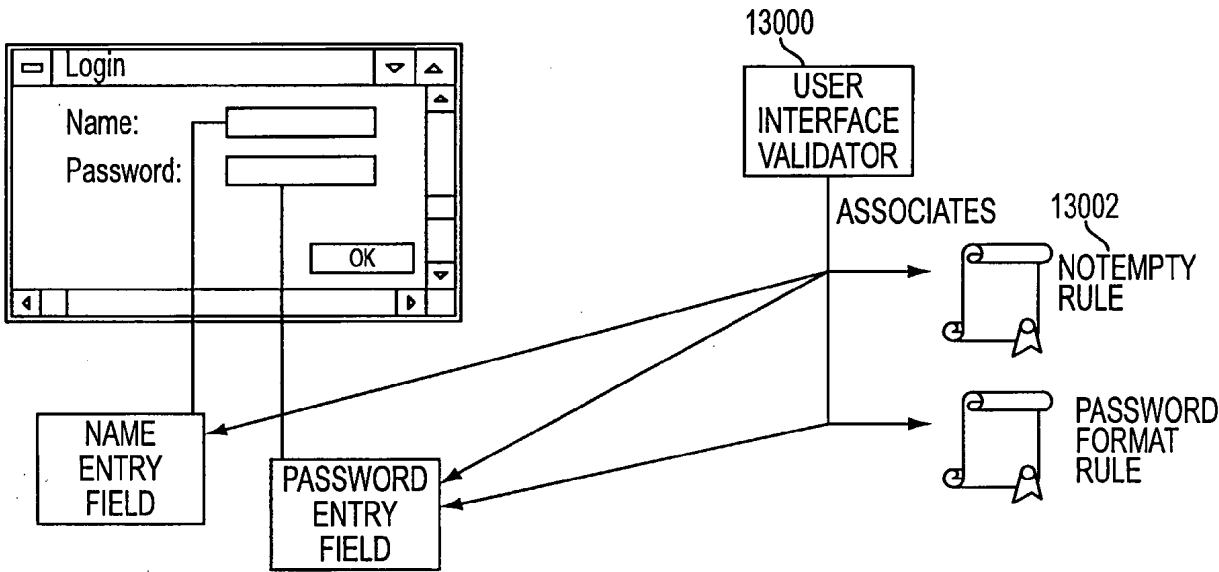 13000
Login
Name:
Password:
OK
USER
INTERFACE
VALIDATOR
ASSOCIATES
13002
NOTEMPTY
RULE
PASSWORD
FORMAT
RULE
NAME
ENTRY
FIELD
PASSWORD
ENTRY
FIELD